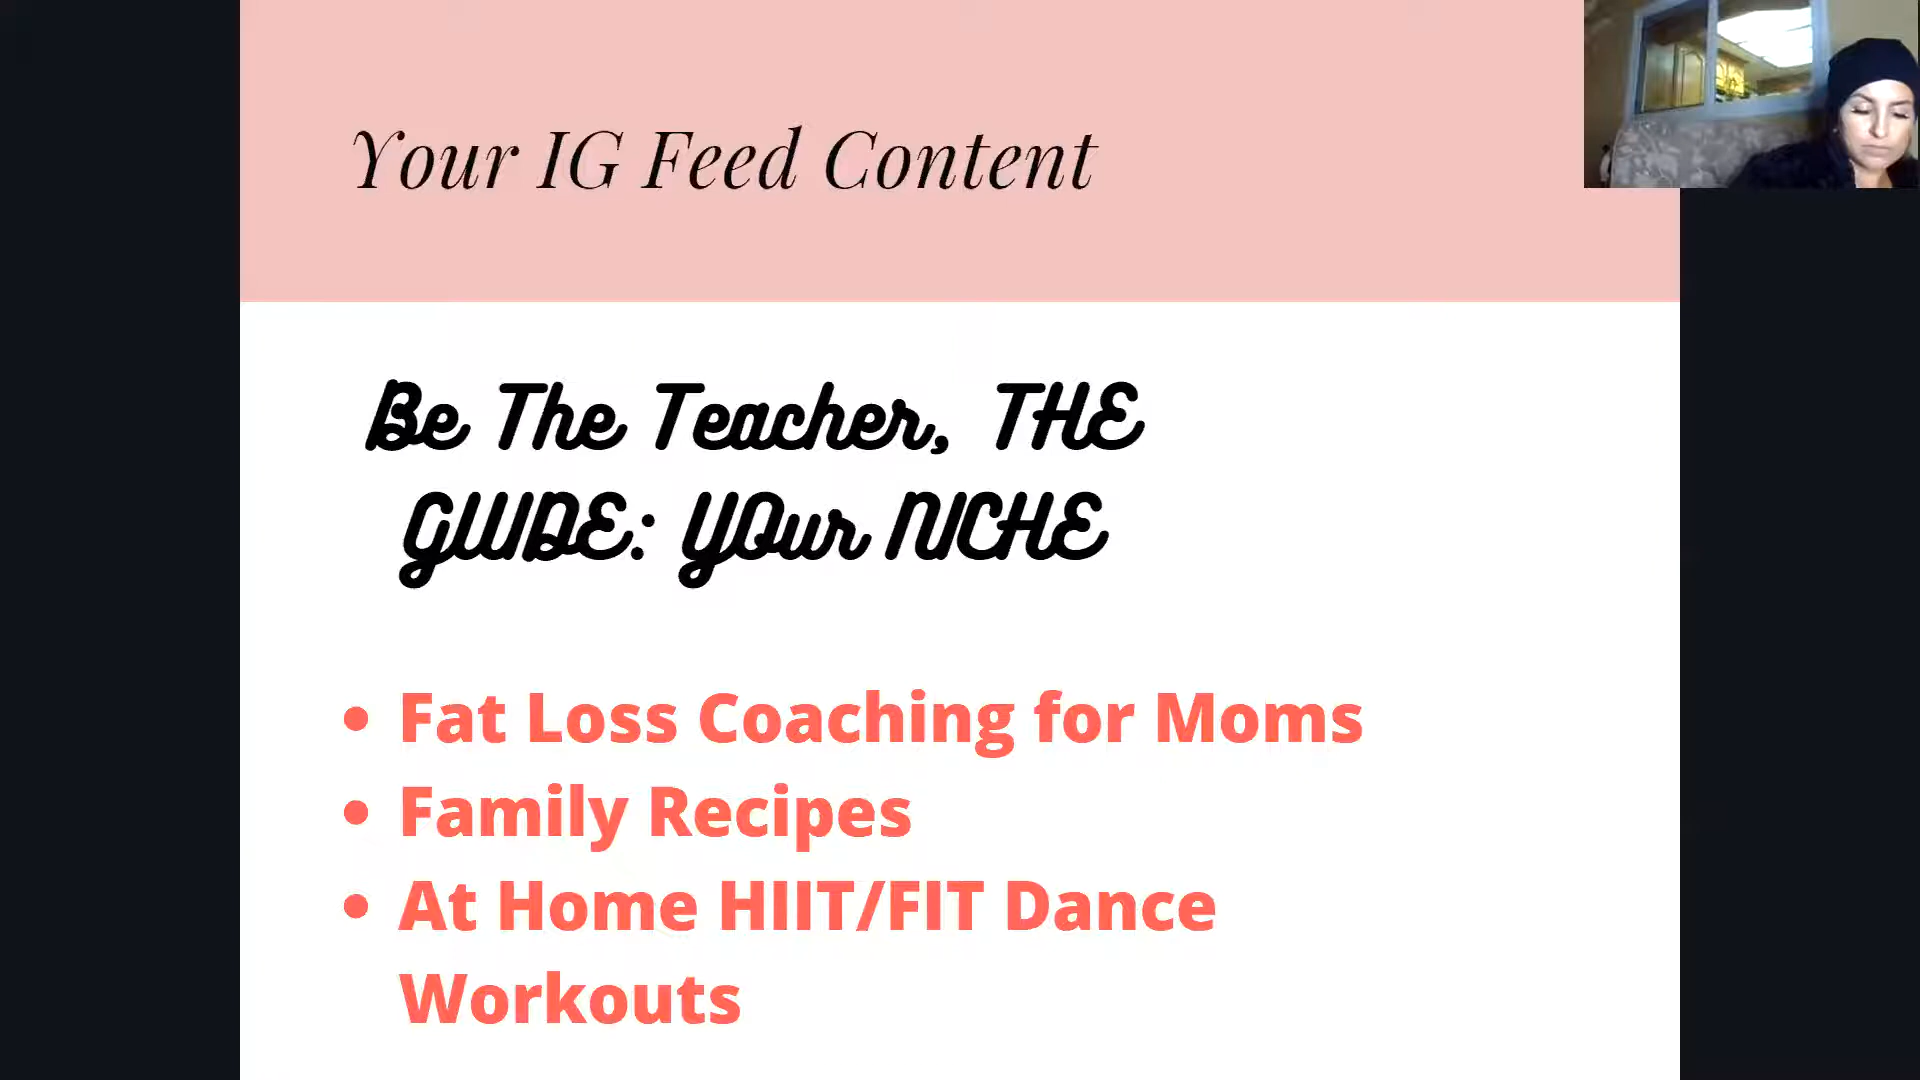 Your IG Feed Content
Be The Teacher, THE
GUIDE: YOur NICHE
• Fat Loss Coaching for Moms
• Family Recipes
• At Home HIIT/FIT Dance
Workouts